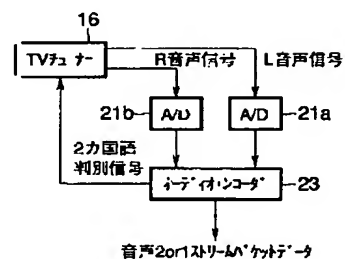 16
TVチューナー
R音声信号
L音声信号
21b
A/D
A/D
21a
2カ国語
判別信号
オーディオエンコーダ
23
音声2or1ストリームパケットデータ